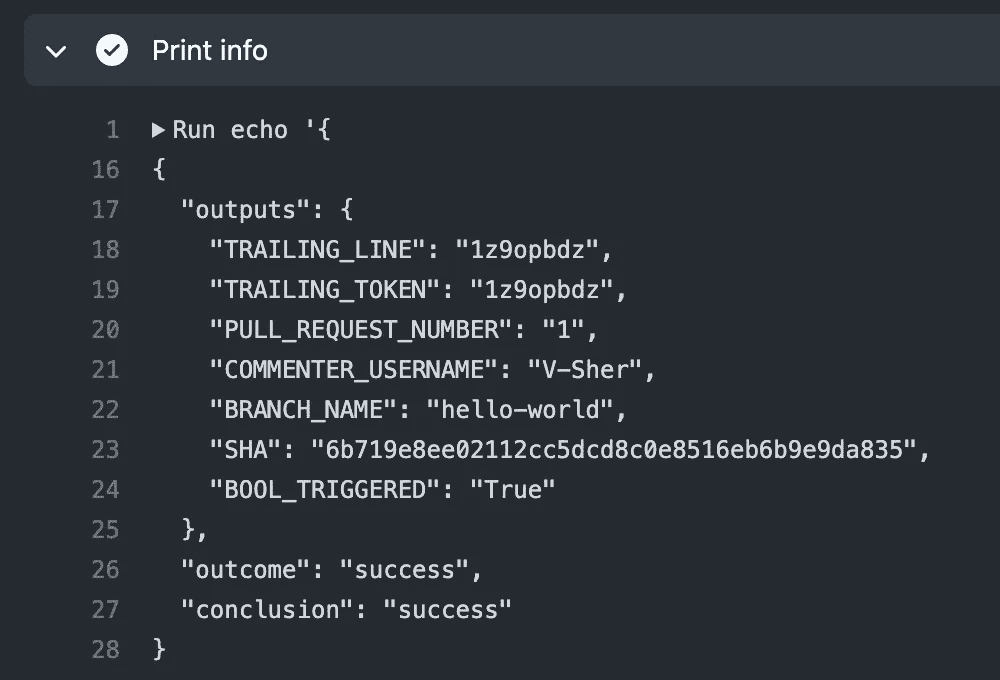 Print info
1 Run echo '{
16 {
17 "outputs": {
18 "TRAILING_LINE": "1z9opbdz",
19 "TRAILING_TOKEN": "1z9opbdz",
20 "PULL_REQUEST_NUMBER": "1",
21 "COMMENTER_USERNAME": "V-Sher",
22 "BRANCH_NAME": "hello-world",
23 "SHA": "6b719e8ee02112cc5dcd8c0e8516eb6b9e9da835",
24 "BOOL_TRIGGERED": "True"
25 },
26 "outcome": "success",
27 "conclusion": "success"
28 }